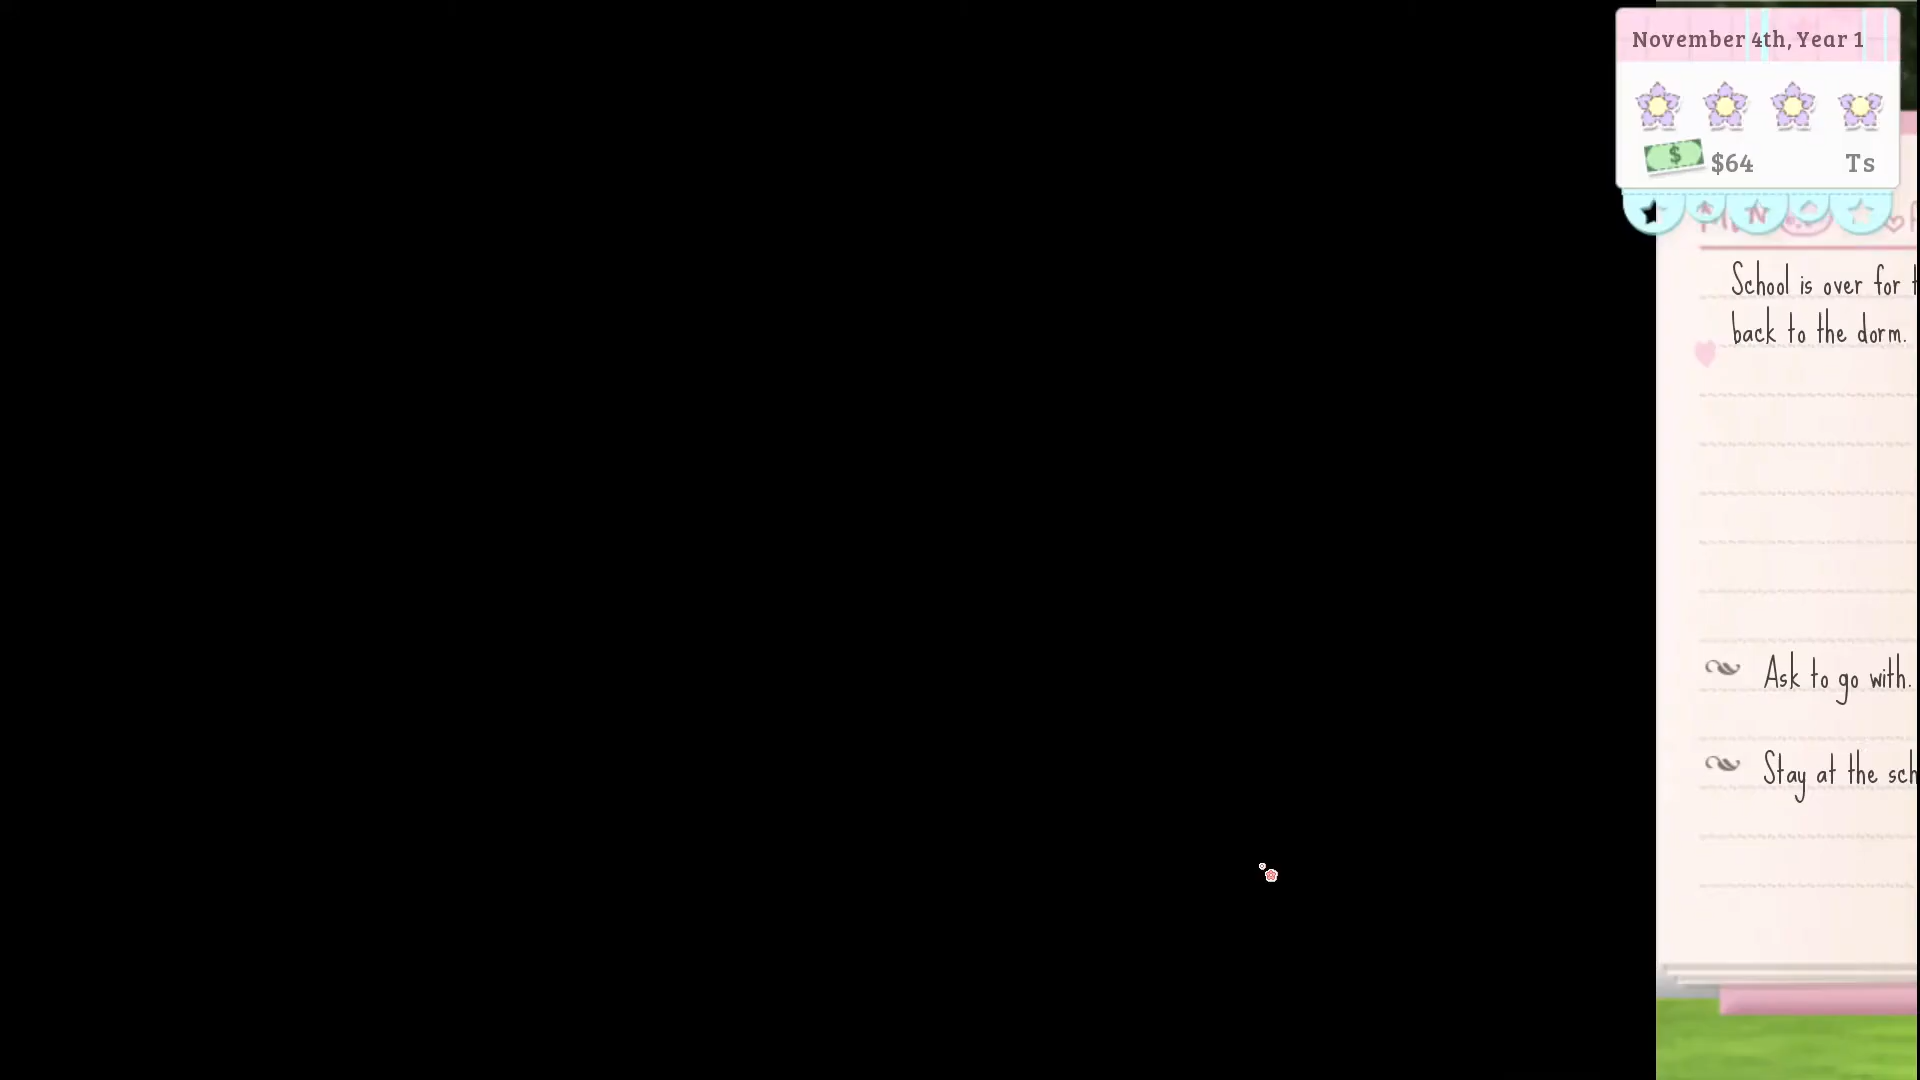 November 4th, Year 1
$64 Ts
School is over for
back to the dorm.
Ask to go with.
Stay at the sch